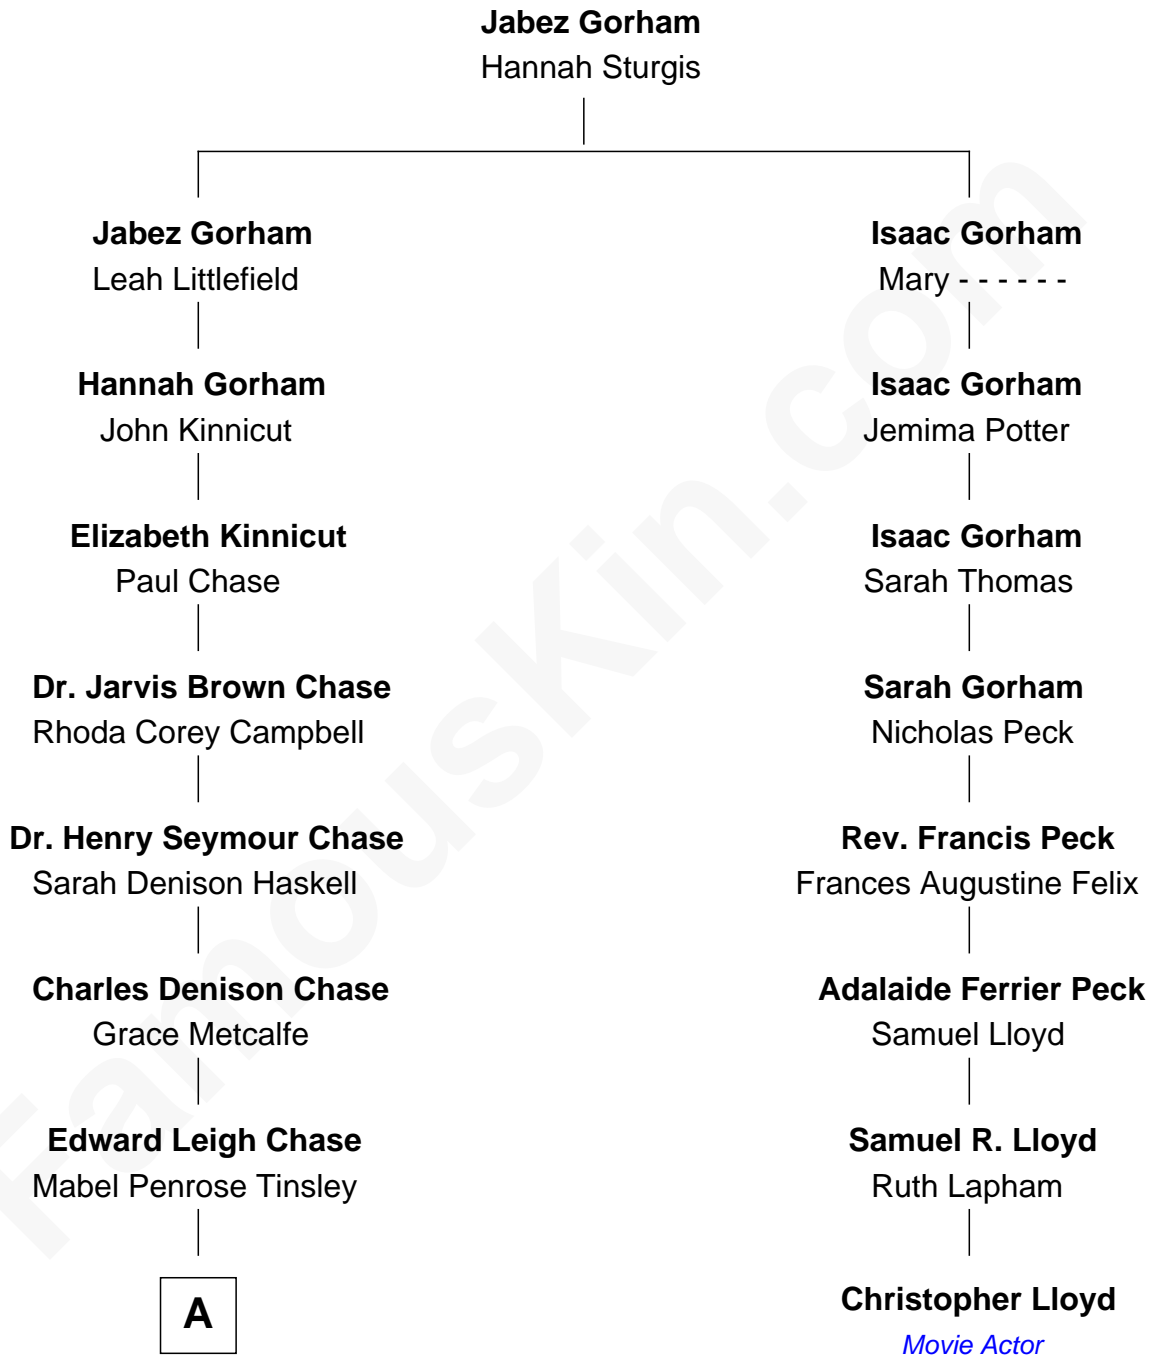 Jabez Gorham
Hannah Sturgis
Jabez Gorham
Leah Littlefield
Isaac Gorham
Mary - - - - - -
Hannah Gorham
John Kinnicut
Isaac Gorham
Jemima Potter
Elizabeth Kinnicut
Paul Chase
Isaac Gorham
Sarah Thomas
Dr. Jarvis Brown Chase
Rhoda Corey Campbell
Sarah Gorham
Nicholas Peck
Dr. Henry Seymour Chase
Sarah Denison Haskell
Rev. Francis Peck
Frances Augustine Felix
Charles Denison Chase
Grace Metcalfe
Adalaide Ferrier Peck
Samuel Lloyd
Edward Leigh Chase
Mabel Penrose Tinsley
Samuel R. Lloyd
Ruth Lapham
A
Christopher Lloyd
Movie Actor
FamousKin.com